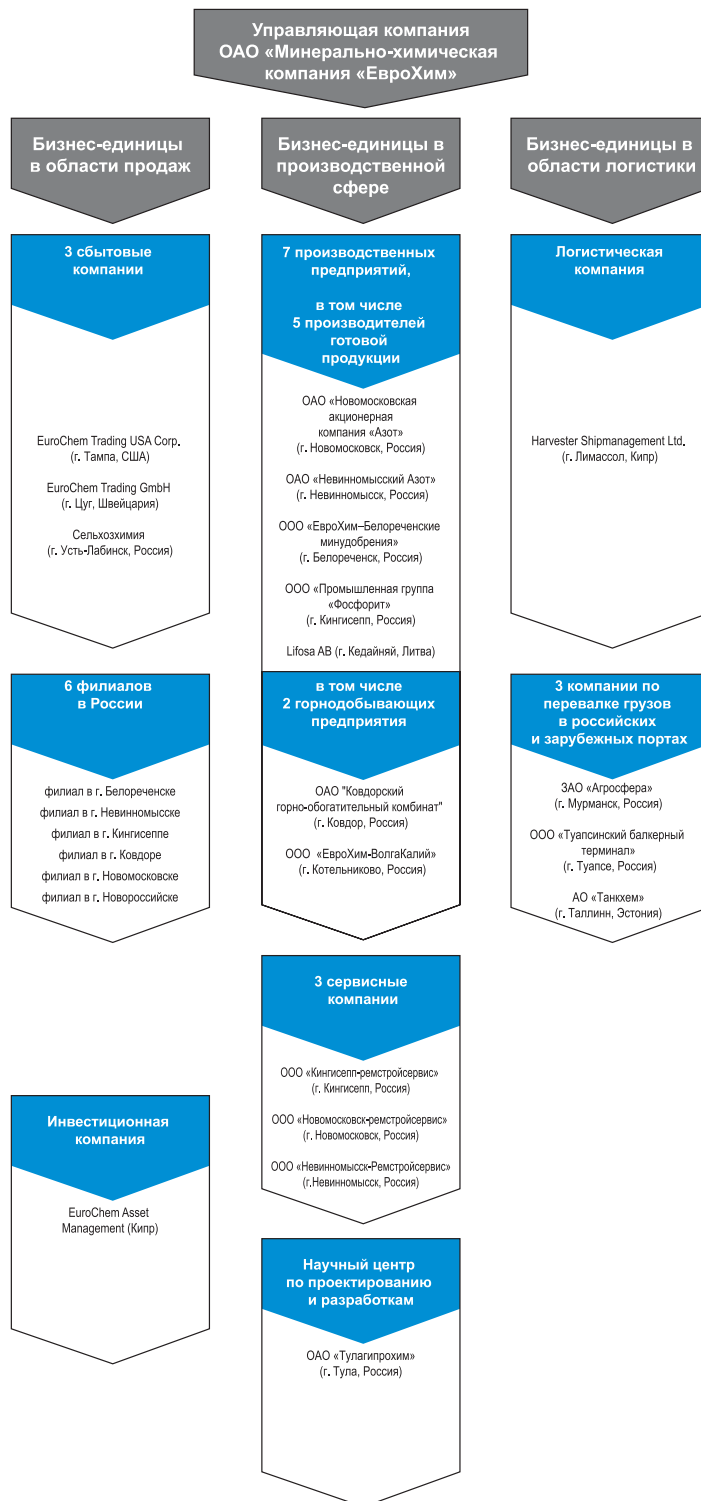 Управляющая компания
ОАО «Минерально-химическая
компания «ЕвроХим»
Бизнес-единицы
в области продаж
3 сбытовые
компании
EuroChem Trading USA Corp.
(г. Тампа, США)
EuroChem Trading GmbH
(г. Цуг, Швейцария)
Сельхозхимия
(г. Усть-Лабинск, Россия)
6 филиалов
в России
филиал в г. Белореченске
филиал в г. Невинномысске
филиал в г. Кингисеппе
филиал в г. Ковдоре
филиал в г. Новомосковске
филиал в г. Новороссийске
Инвестиционная
компания
EuroChem Asset
Management (Кипр)
Бизнес-единицы в
производственной
сфере
7 производственных
предприятий,
в том числе
5 производителей
готовой
продукции
ОАО «Новомосковская
акционерная
компания «Азот»
(г. Новомосковск, Россия)
ОАО «Невинномысский Азот»
(г. Невинномысск, Россия)
ООО «ЕвроХим–Белореченские
минудобрения»
(г. Белореченск, Россия)
ООО «Промышленная группа
«Фосфорит»
(г. Кингисепп, Россия)
Lifosa AB (г. Кедайняй, Литва)
в том числе
2 горнодобывающих
предприятия
ОАО "Ковдорский
горно-обогатительный комбинат"
(г. Ковдор, Россия)
ООО «ЕвроХим-ВолгаКалий»
(г. Котельниково, Россия)
3 сервисные
компании
ООО «Кингисепп-ремстройсервис»
(г. Кингисепп, Россия)
ООО «Новомосковск-ремстройсервис»
(г. Новомосковск, Россия)
ООО «Невинномысск-Ремстройсервис»
(г.Невинномысск, Россия)
Научный центр
по проектированию
и разработкам
ОАО «Тулагипрохим»
(г. Тула, Россия)
Бизнес-единицы в
области логистики
Логистическая
компания
Harvester Shipmanagement Ltd.
(г. Лимассол, Кипр)
3 компании по
перевалке грузов
в российских
и зарубежных портах
ЗАО «Агросфера»
(г. Мурманск, Россия)
ООО «Туапсинский балкерный
терминал»
(г. Туапсе, Россия)
АО «Танкхем»
(г. Таллинн, Эстония)